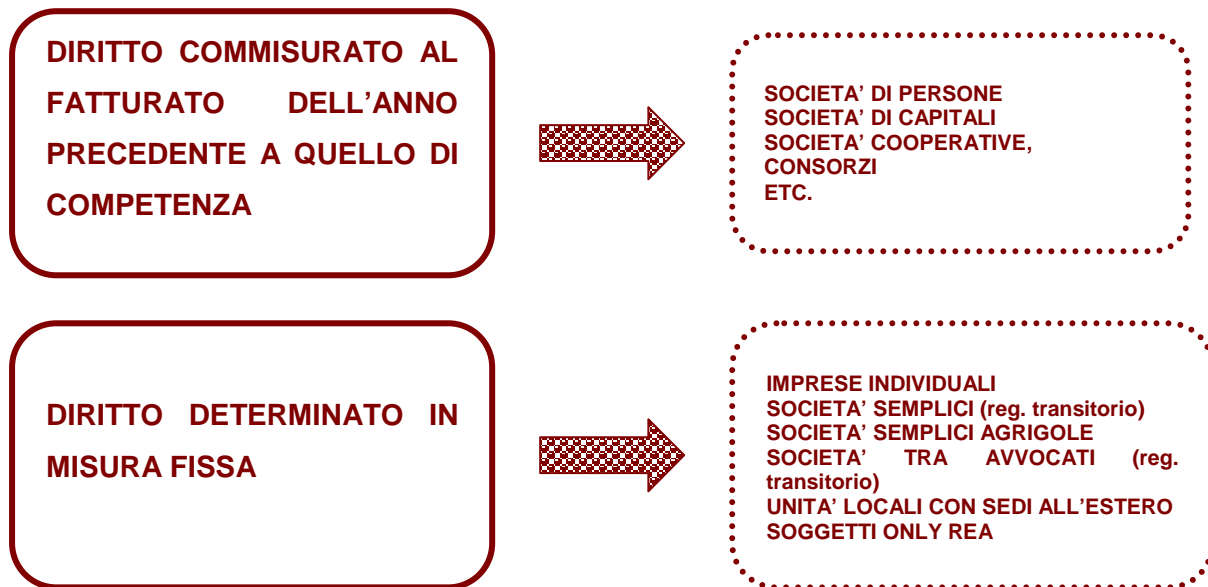 DIRITTO COMMISURATO AL
FATTURATO DELL'ANNO
PRECEDENTE A QUELLO DI
COMPETENZA
SOCIETA' DI PERSONE
SOCIETA' DI CAPITALI
SOCIETA' COOPERATIVE,
CONSORZI
ETC.
DIRITTO DETERMINATO IN
MISURA FISSA
IMPRESE INDIVIDUALI
SOCIETA' SEMPLICI (reg. transitorio)
SOCIETA' SEMPLICI AGRIGOLE
SOCIETA' TRA AVVOCATI (reg.
transitorio)
UNITA' LOCALI CON SEDI ALL'ESTERO
SOGGETTI ONLY REA